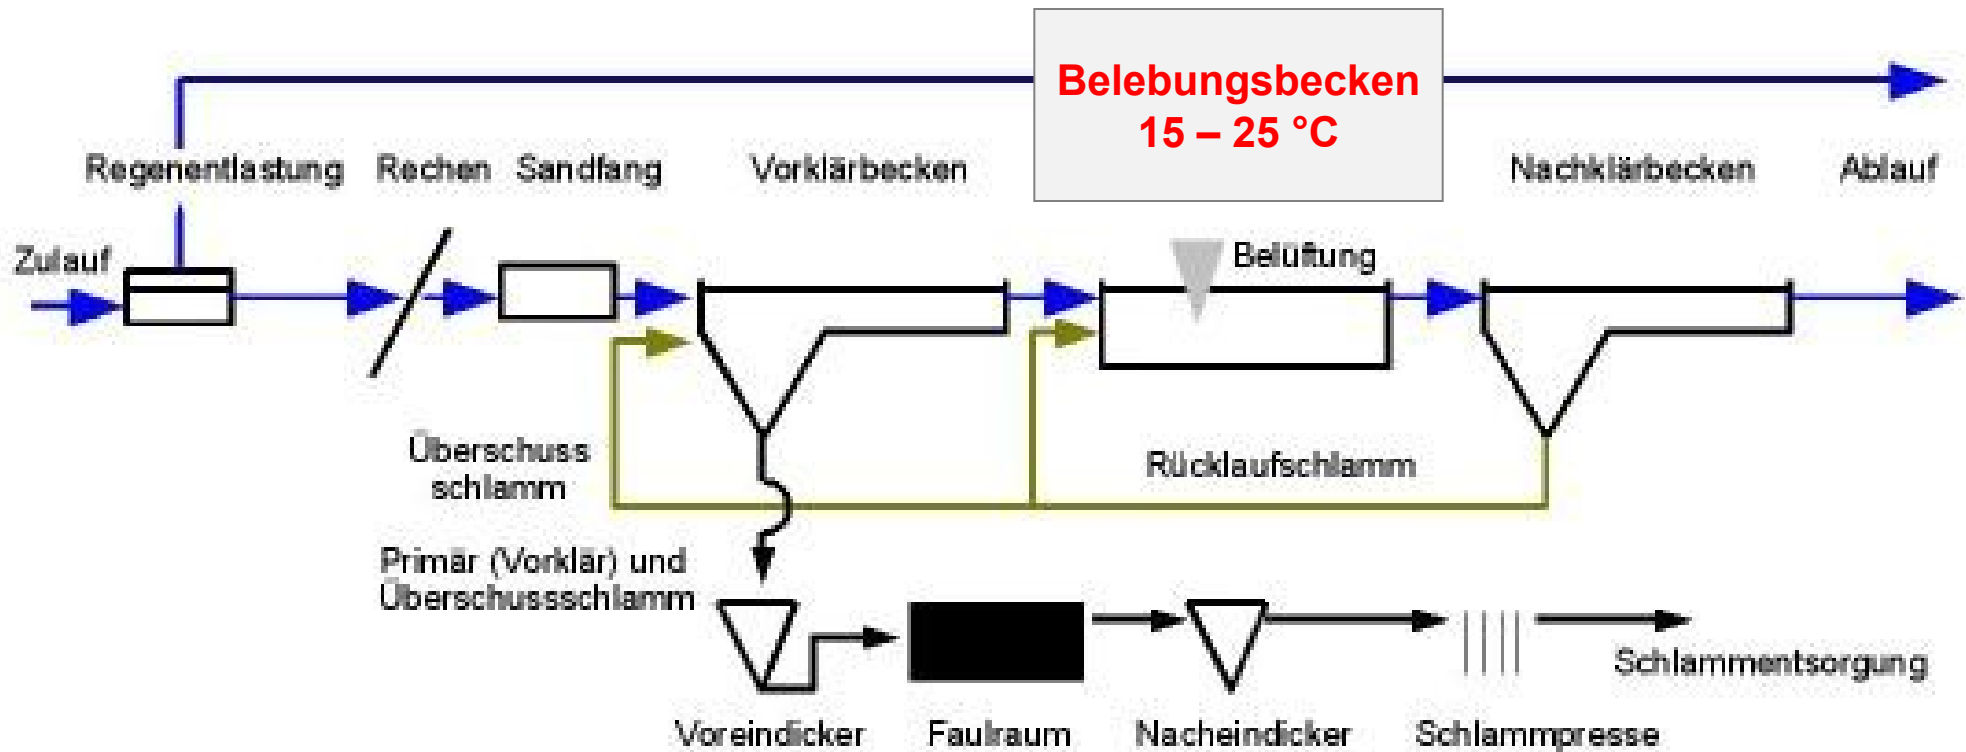 Belebungsbecken
15 – 25 °C
Regenentlastung Rechen Sandfang Vorklärbecken Nachklärbecken Ablauf
Zulauf
Belüftung
Überschuss
schlamm
Rücklaufschlamm
Primär (Vorklär) und
Überschussschlamm
Schlammentsorgung
Voreindicker Faulraum Nacheindicker Schlammpresse